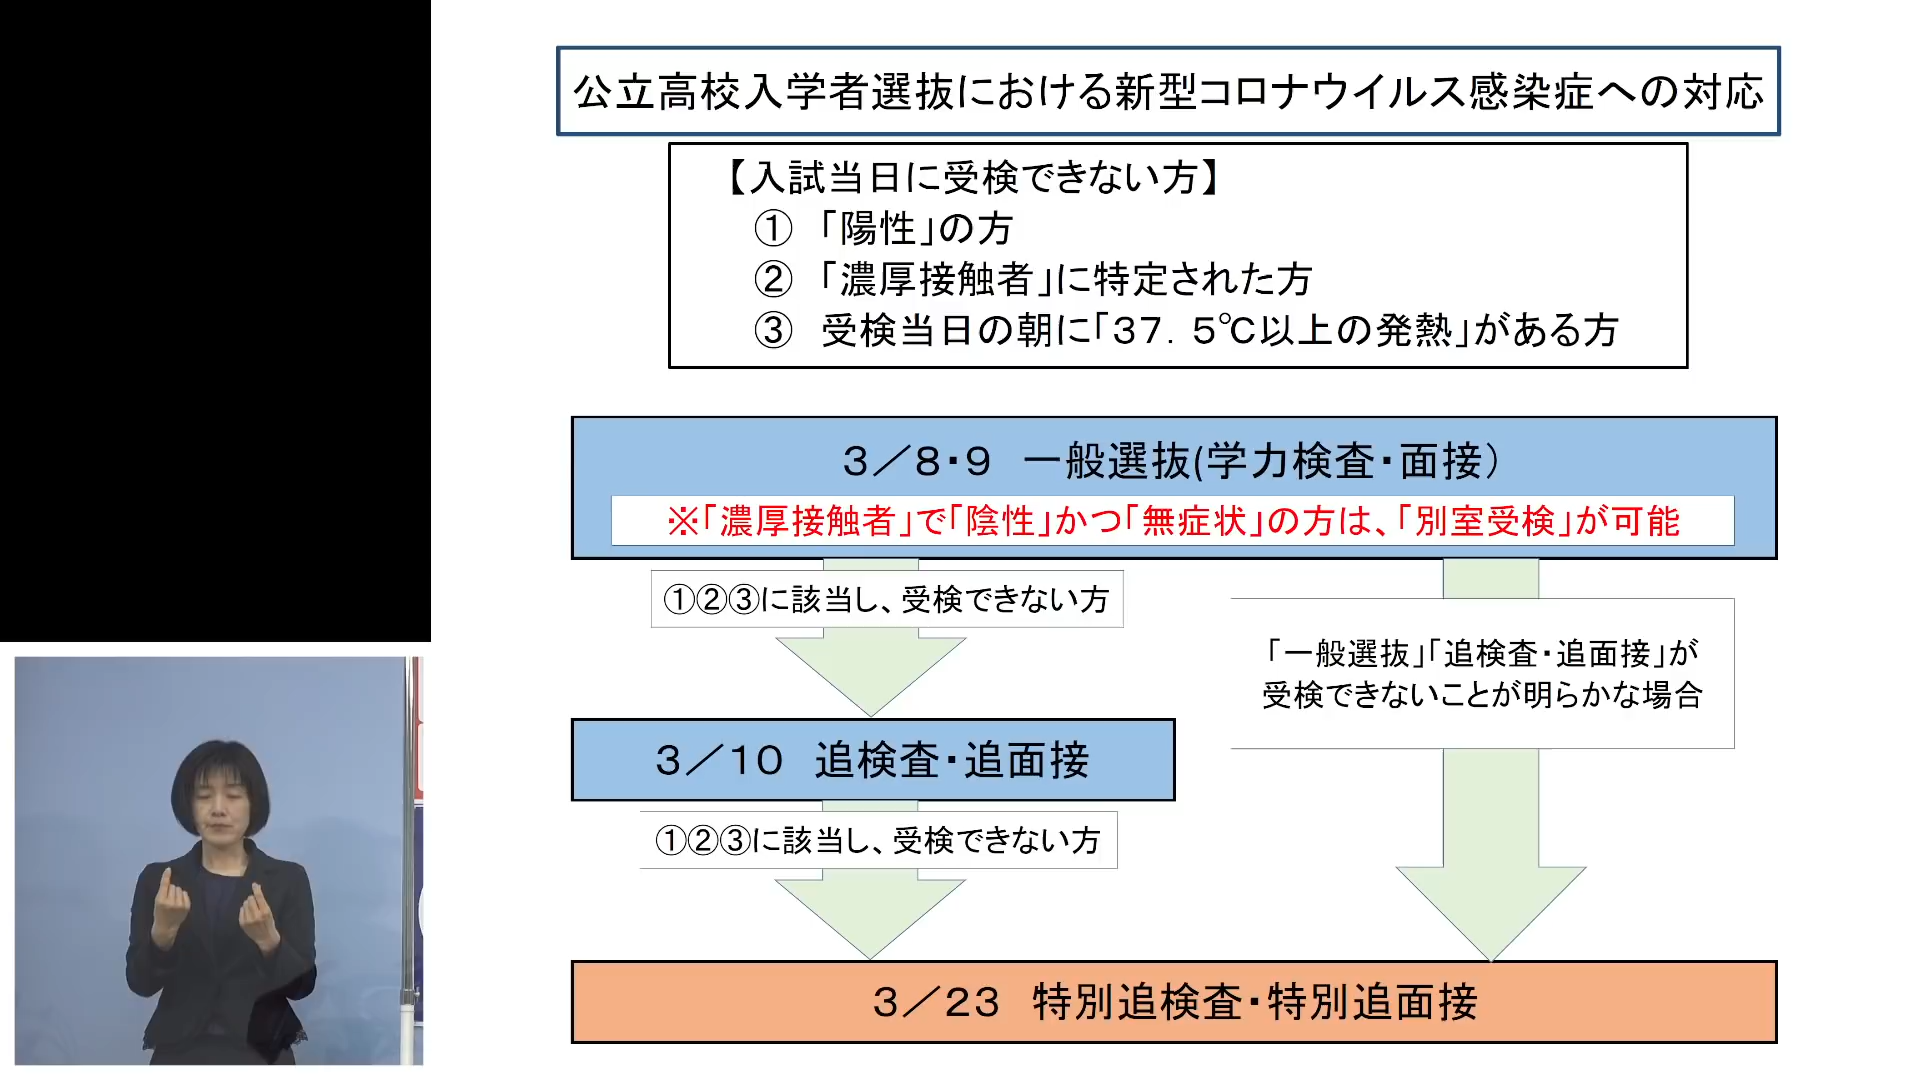 公立高校入学者選抜における新型コロナウイルス感染症への対応
【入試当日に受検できない方】
① 「陽性」の方
② 「濃厚接触者」に特定された方
③ 受検当日の朝に「37．5℃以上の発熱」がある方
3／8・9　一般選抜(学力検査・面接)
※「濃厚接触者」で「陰性」かつ「無症状」の方は、「別室受検」が可能
①②③に該当し、受検できない方
「一般選抜」「追検査・追面接」が
受検できないことが明らかな場合
3／10　追検査・追面接
①②③に該当し、受検できない方
3／23　特別追検査・特別追面接